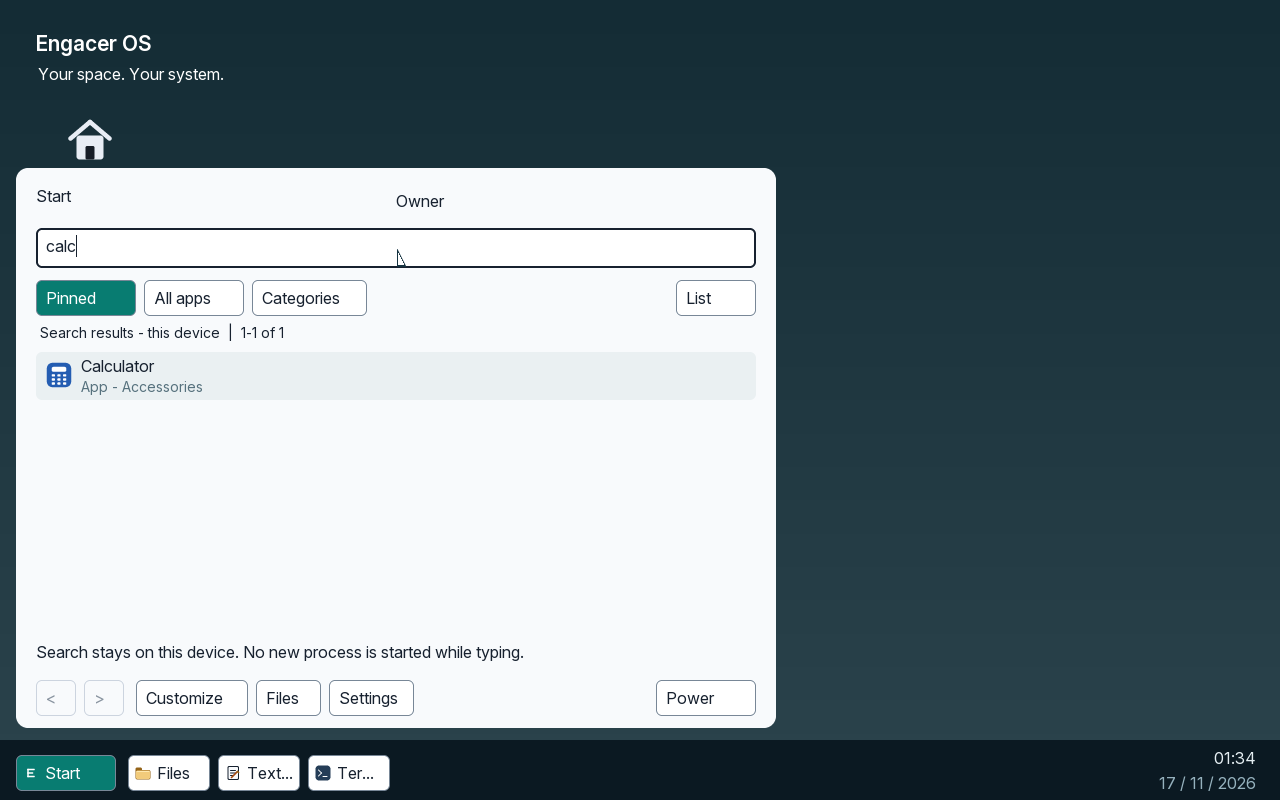 Engacer OS
Your space. Your system.
Start
Owner
calc
Pinned
All apps
Categories
List
Search results - this device | 1-1 of 1
Calculator
App - Accessories
Search stays on this device. No new process is started while typing.
<
>
Customize
Files
Settings
Power
E Start
Files
Text...
Ter...
01:34
17 / 11 / 2026